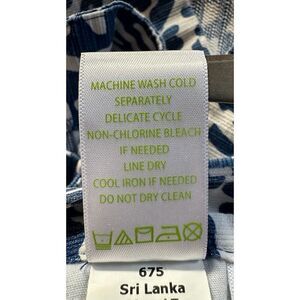 MACHINE WASH COLD
SEPARATELY
DELICATE CYCLE
NON-CHLORINE BLEACH
IF NEEDED
LINE DRY
COOL IRON IF NEEDED
DO NOT DRY CLEAN
675
Sri Lanka